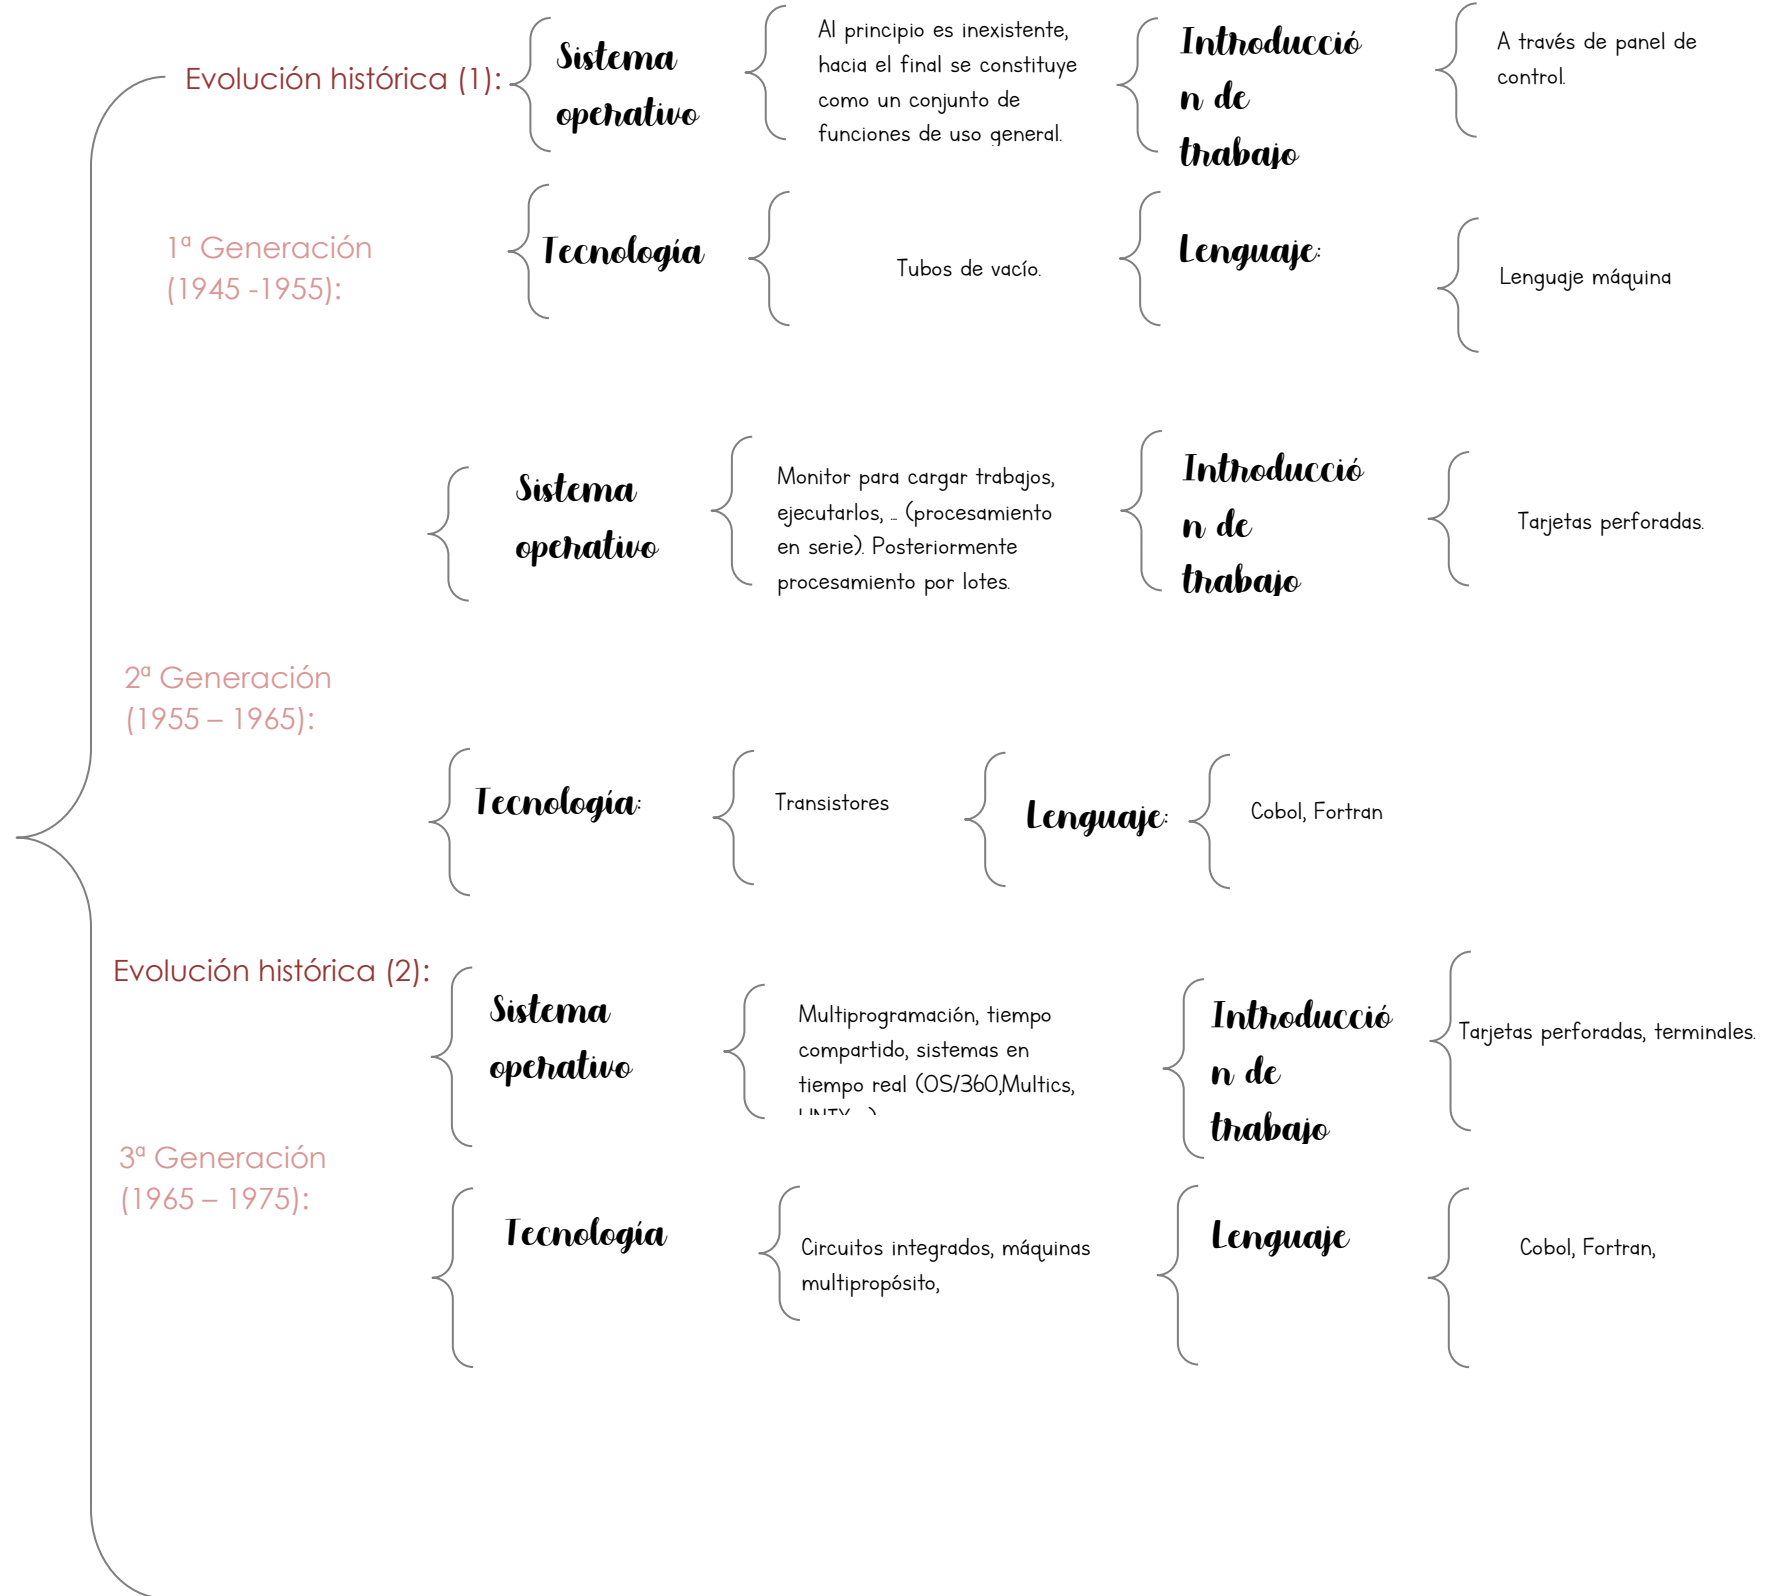 Evolución histórica (1):
Sistema
operativo
Al principio es inexistente,
hacia el final se constituye
como un conjunto de
funciones de uso general.
Introducció
n de
trabajo
A través de panel de
control.
1ª Generación
(1945 -1955):
Tecnología
Tubos de vacío.
Lenguaje:
Lenguaje máquina
2ª Generación
(1955 – 1965):
Sistema
operativo
Monitor para cargar trabajos,
ejecutarlos, ... (procesamiento
en serie). Posteriormente
procesamiento por lotes.
Introducció
n de
trabajo
Tarjetas perforadas.
Tecnología:
Transistores
Lenguaje:
Cobol, Fortran
Evolución histórica (2):
3ª Generación
(1965 – 1975):
Sistema
operativo
Multiprogramación, tiempo
compartido, sistemas en
tiempo real (OS/360,Multics,
Introducció
n de
trabajo
Tarjetas perforadas, terminales.
Tecnología
Circuitos integrados, máquinas
multipropósito,
Lenguaje
Cobol, Fortran,